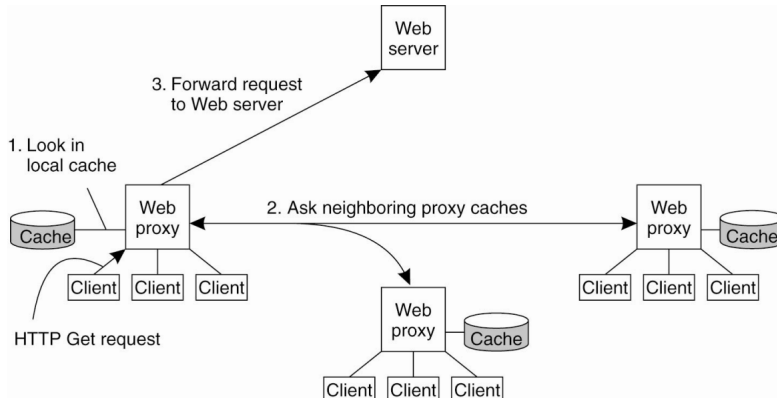 Web
server
3. Forward request
to Web server
1. Look in
local cache
Web
proxy
2. Ask neighboring proxy caches
Web
proxy
Cache
Cache
Client
Client
Client
Client
Client
Client
HTTP Get request
Web
proxy
Cache
Client
Client
Client